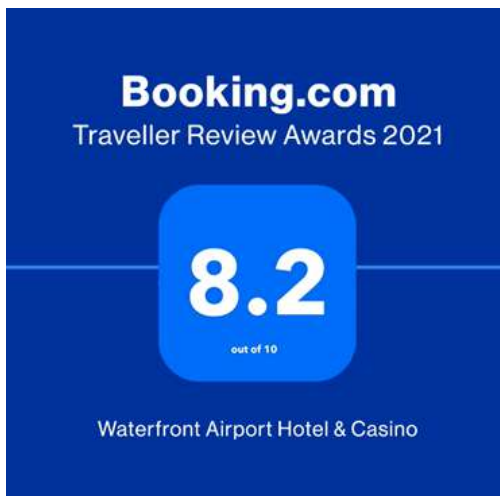 Booking.com
Traveller Review Awards 2021
8.2
out of 10
Waterfront Airport Hotel & Casino